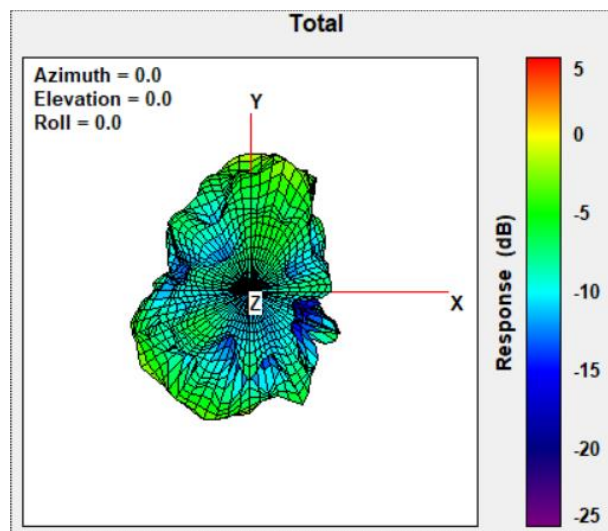 Total
Azimuth = 0.0
Elevation = 0.0
Roll = 0.0
Y
Z
X
Response (dB)
5
0
-5
-10
-15
-20
-25